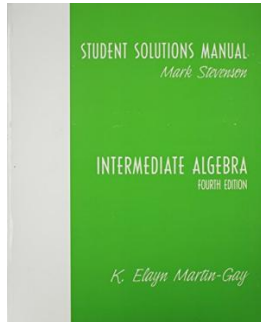 STUDENT SOLUTIONS MANUAL
Mark Stevenson
INTERMEDIATE ALGEBRA
FOURTH EDITION
K. Elayn Martin-Gay